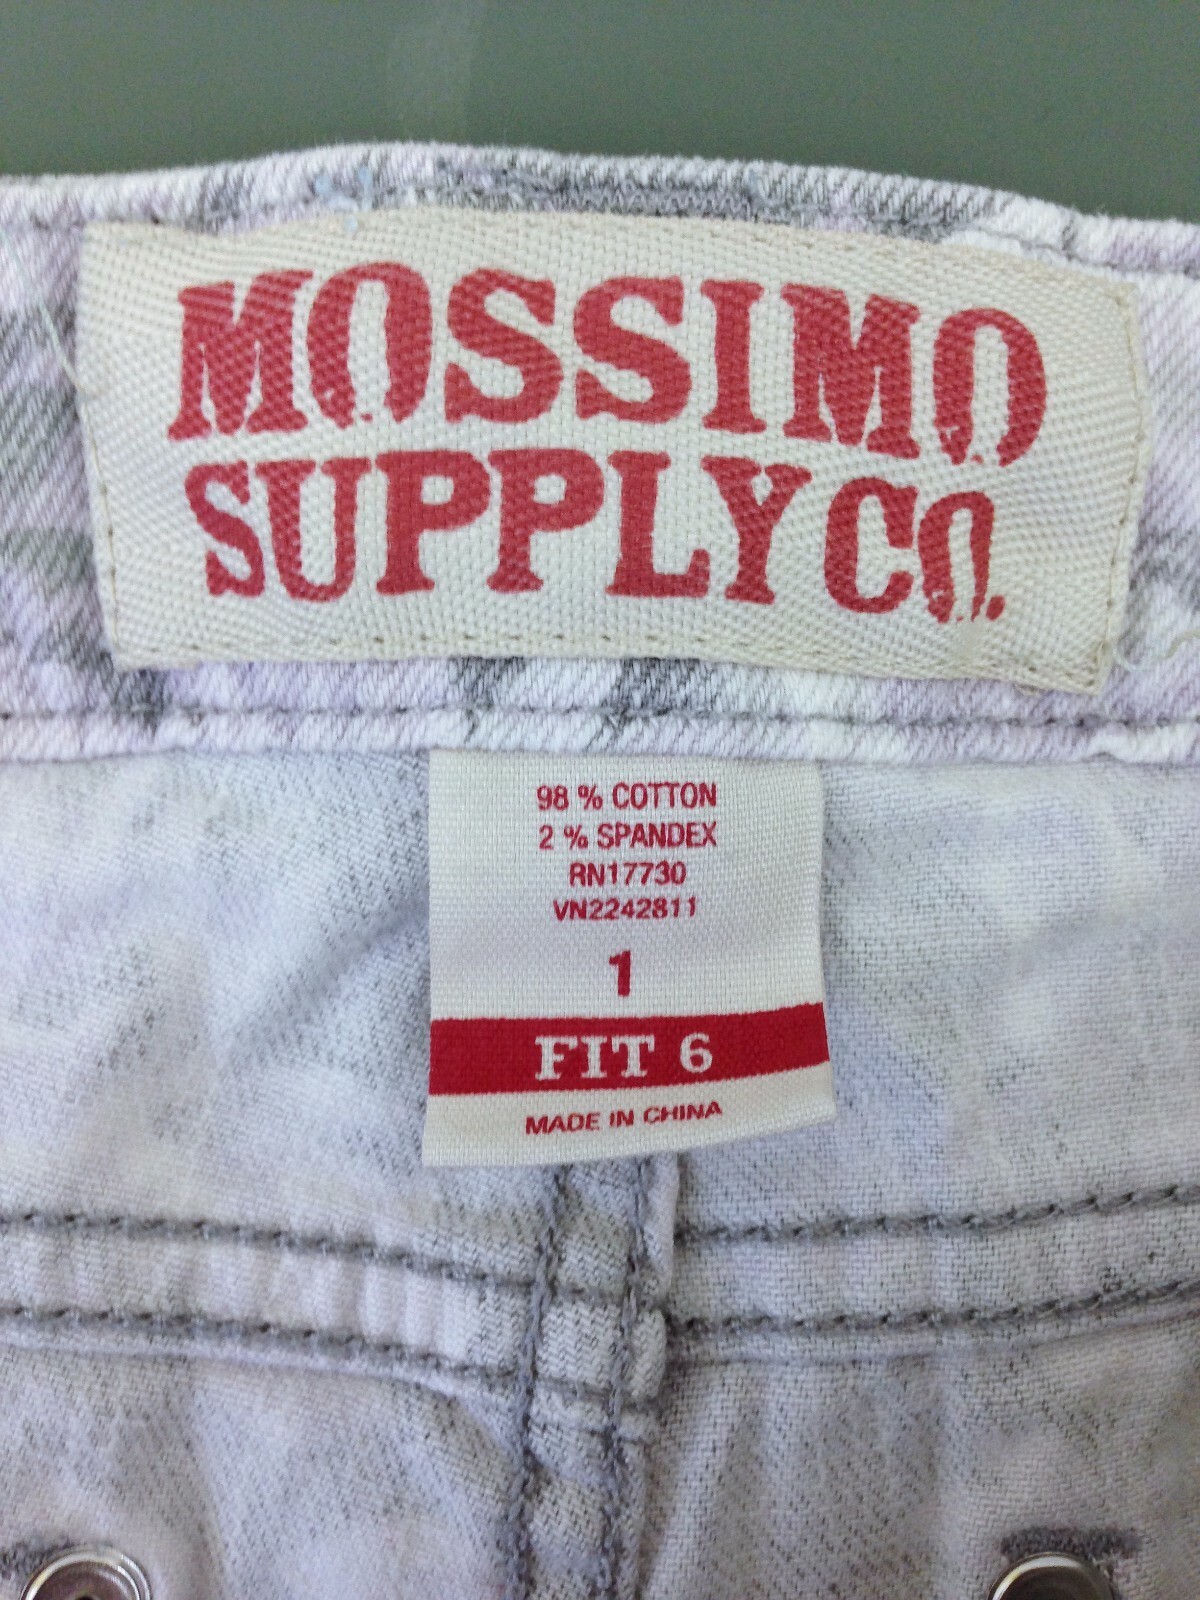 MOSSIMO
SUPPLY CO.
98 % COTTON
2 % SPANDEX
RN17730
VN2242811
1
FIT 6
MADE IN CHINA